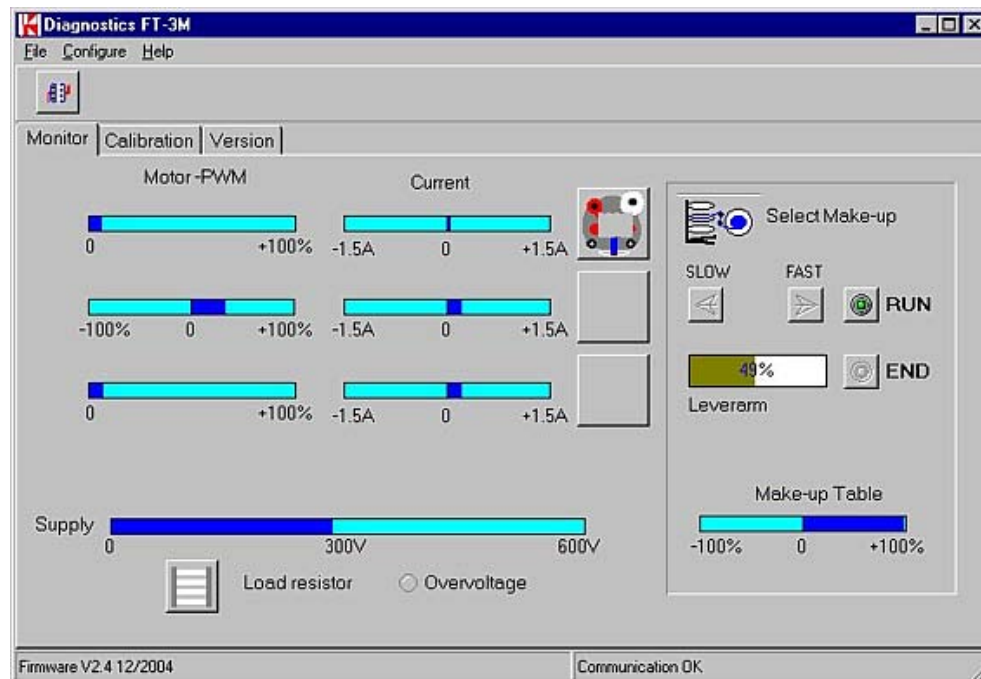 Diagnostics FT-3M
File Configure Help
Monitor Calibration Version
Motor-PWM Current
0 +100% -1.5A 0 +1.5A
-100% 0 +100% -1.5A 0 +1.5A
0 +100% -1.5A 0 +1.5A
Select Make-up
SLOW FAST
RUN
49% END
Leverarm
Make-up Table
-100% 0 +100%
Supply
0 300V 600V
Load resistor Overvoltage
Firmware V2.4 12/2004 Communication OK